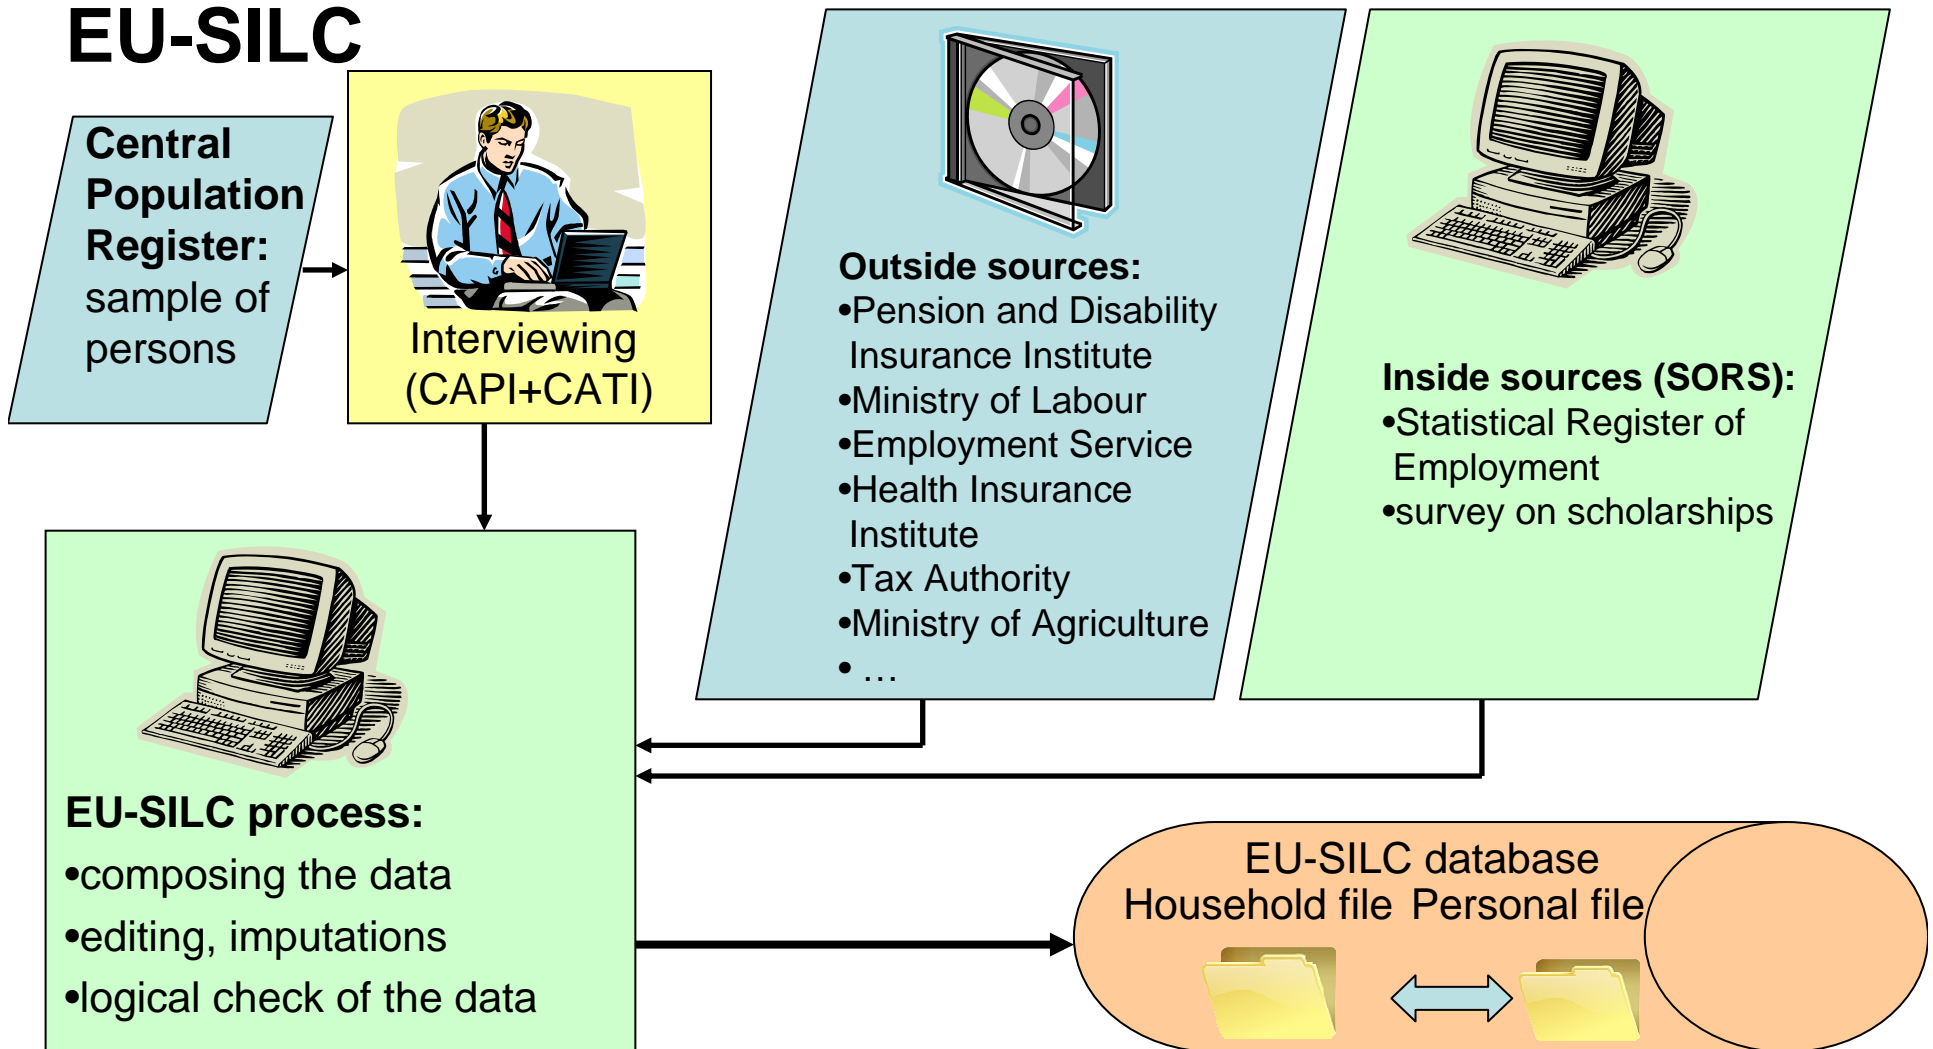 EU-SILC
Central
Population
Register:
sample of
persons
Interviewing
(CAPI+CATI)
Outside sources:
•Pension and Disability
Insurance Institute
•Ministry of Labour
•Employment Service
•Health Insurance
Institute
•Tax Authority
•Ministry of Agriculture
• …
Inside sources (SORS):
•Statistical Register of
Employment
•survey on scholarships
EU-SILC process:
•composing the data
•editing, imputations
•logical check of the data
EU-SILC database
Household file Personal file